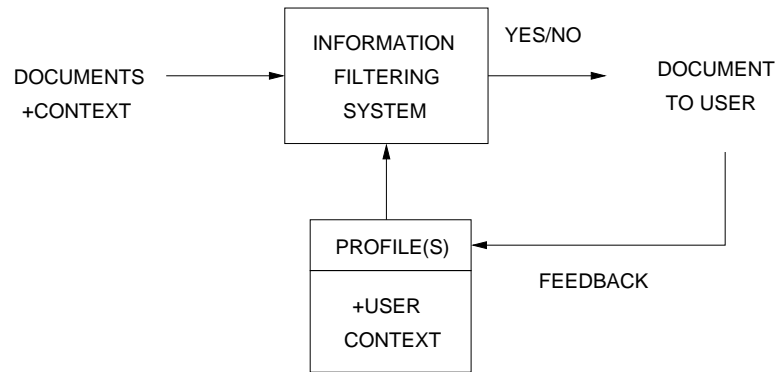 DOCUMENTS
+CONTEXT
INFORMATION
FILTERING
SYSTEM
YES/NO
DOCUMENT
TO USER
PROFILE(S)
+USER
CONTEXT
FEEDBACK